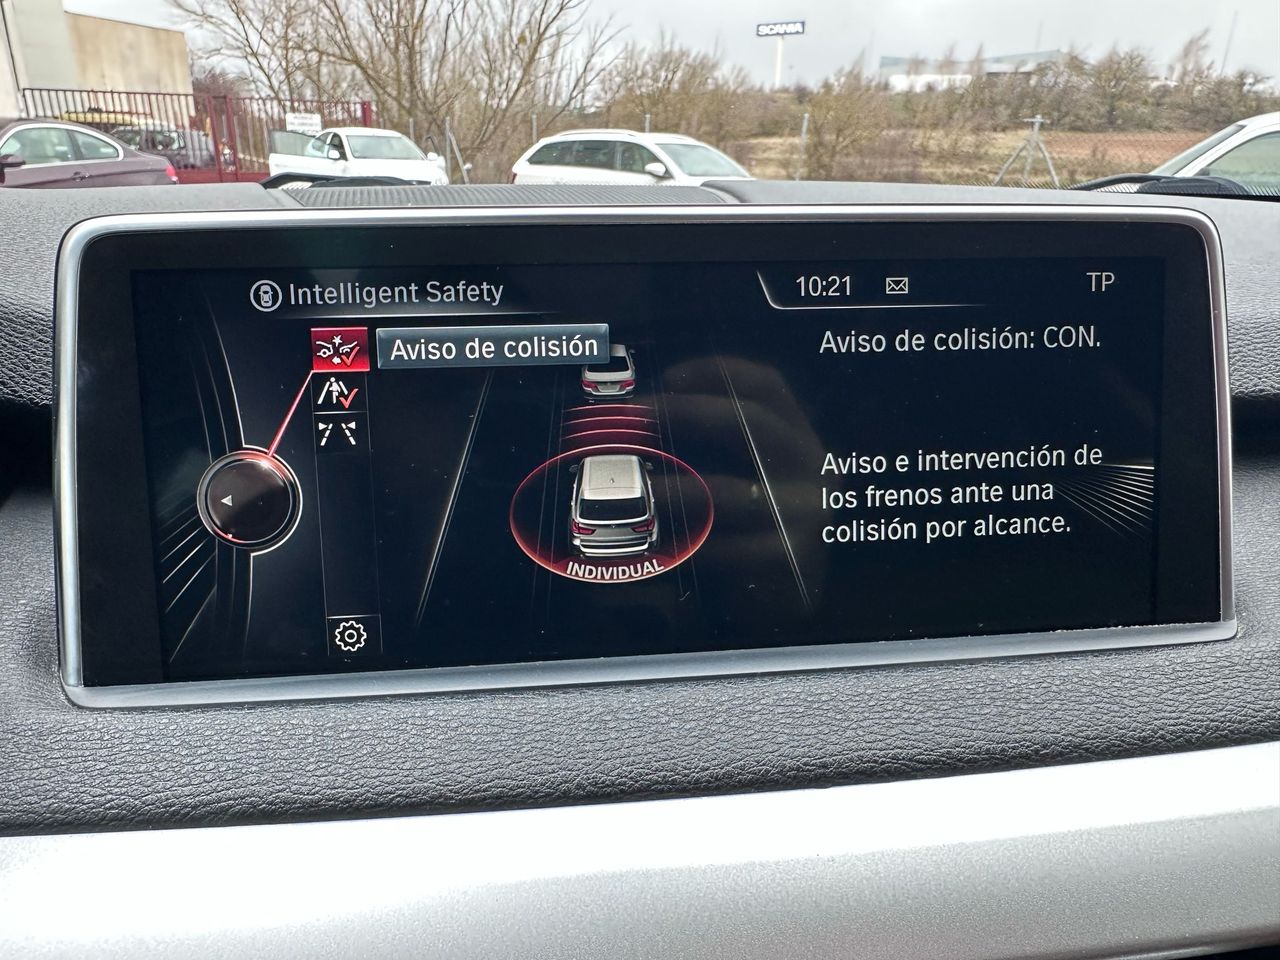 SCANIA
Intelligent Safety
10:21
TP
Aviso de colisión
Aviso de colisión: CON.
Aviso e intervención de
los frenos ante una
colisión por alcance.
INDIVIDUAL